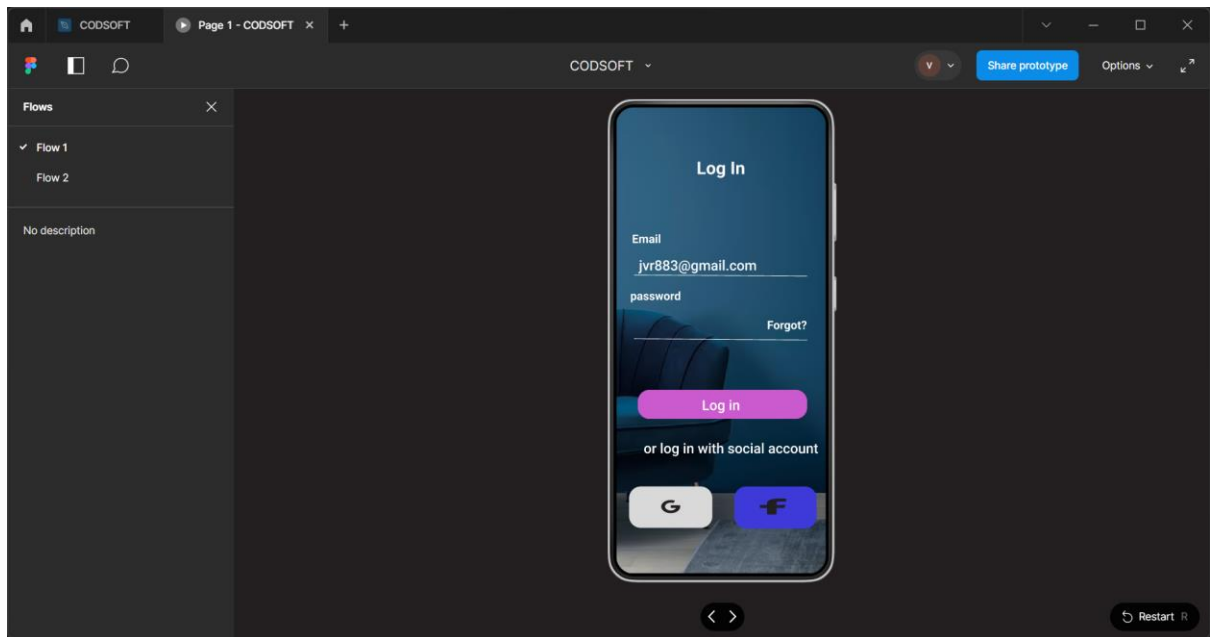 CODSOFT
Page 1 - CODSOFT
CODSOFT
V
Share prototype
Options
Flows
Flow 1
Flow 2
No description
Log In
Email
jvr883@gmail.com
password
Forgot?
Log in
or log in with social account
G
F
Restart R